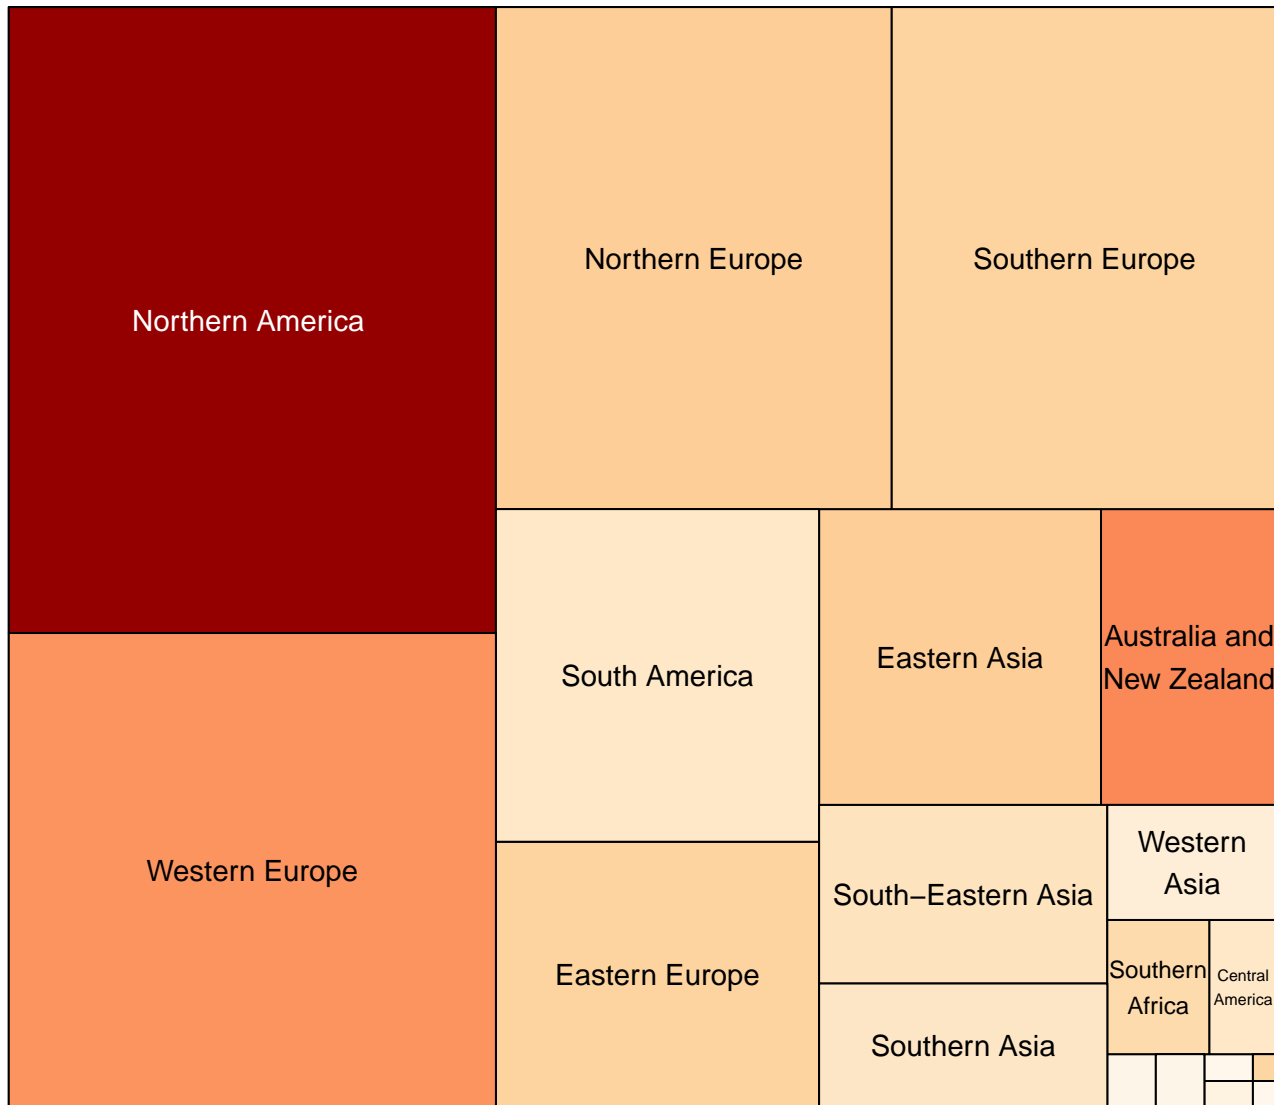 Northern America
Northern Europe
Southern Europe
Western Europe
South America
Eastern Asia
Australia and
New Zealand
Eastern Europe
South−Eastern Asia
Western
Asia
Southern
Africa
Central
America
Southern Asia